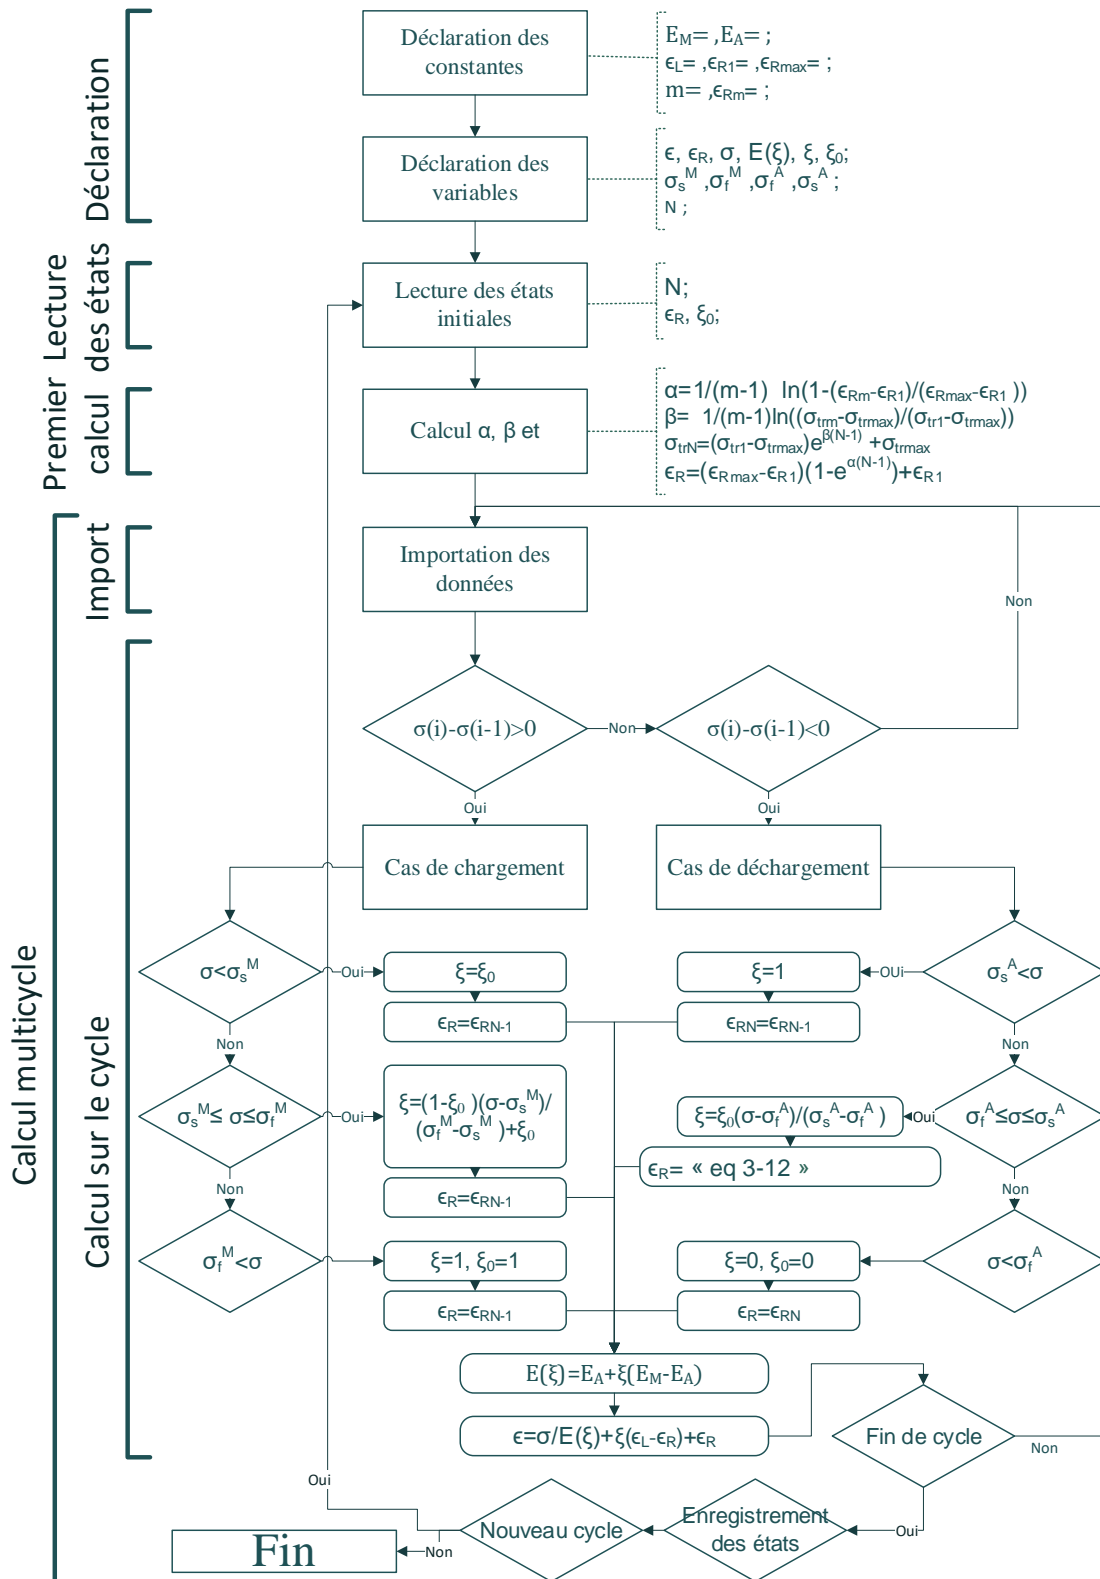 Déclaration
Déclaration des
constantes
E_M= ,E_A= ;
ϵ_L= ,ϵ_R1= ,ϵ_Rmax= ;
m= ,ϵ_Rm= ;
Déclaration des
variables
ϵ, ϵ_R, σ, E(ξ), ξ, ξ_0;
σ_s^M ,σ_f^M ,σ_f^A ,σ_s^A ;
N ;
Lecture
des états
Lecture des états
initiales
N;
ϵ_R, ξ_0;
Premier
calcul
Calcul α, β et
α=1/(m-1) ln(1-(ϵ_Rm-ϵ_R1)/(ϵ_Rmax-ϵ_R1 ))
β= 1/(m-1)ln((σ_trm-σ_trmax)/(σ_tr1-σ_trmax))
σ_trN=(σ_tr1-σ_trmax)e^β(N-1) +σ_trmax
ϵ_R=(ϵ_Rmax-ϵ_R1)(1-e^α(N-1))+ϵ_R1
Calcul multicycle
Import
Importation des
données
Non
Calcul sur le cycle
σ(i)-σ(i-1)>0
Non
σ(i)-σ(i-1)<0
Oui
Oui
Cas de chargement
Cas de déchargement
σ<σ_s^M
Oui
ξ=ξ_0
ξ=1
OUi
σ_s^A<σ
ϵ_R=ϵ_RN-1
ϵ_RN=ϵ_RN-1
Non
Non
σ_s^M≤ σ≤σ_f^M
Oui
ξ=(1-ξ_0 )(σ-σ_s^M)/
(σ_f^M-σ_s^M )+ξ_0
ξ=ξ_0(σ-σ_f^A)/(σ_s^A-σ_f^A )
Oui
σ_f^A ≤σ≤σ_s^A
ϵ_R= « eq 3-12 »
ϵ_R=ϵ_RN-1
Non
Non
σ_f^M<σ
ξ=1, ξ_0=1
ξ=0, ξ_0=0
σ<σ_f^A
ϵ_R=ϵ_RN-1
ϵ_R=ϵ_RN
E(ξ)=E_A+ξ(E_M-E_A)
ϵ=σ/E(ξ)+ξ(ϵ_L-ϵ_R)+ϵ_R
Fin de cycle
Non
Oui
Oui
Enregistrement
des états
Nouveau cycle
Non
Fin